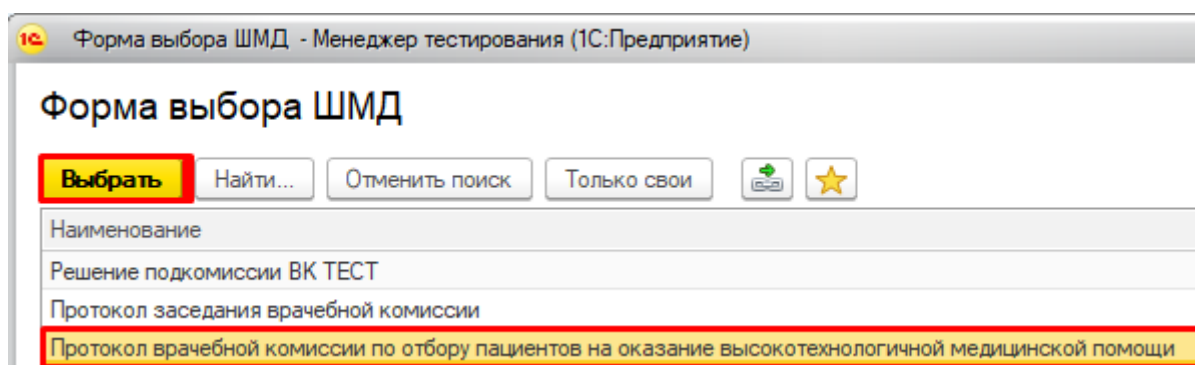 1С Форма выбора ШМД - Менеджер тестирования (1С:Предприятие)
Форма выбора ШМД
Выбрать Найти... Отменить поиск Только свои
Наименование
Решение подкомиссии ВК ТЕСТ
Протокол заседания врачебной комиссии
Протокол врачебной комиссии по отбору пациентов на оказание высокотехнологичной медицинской помощи